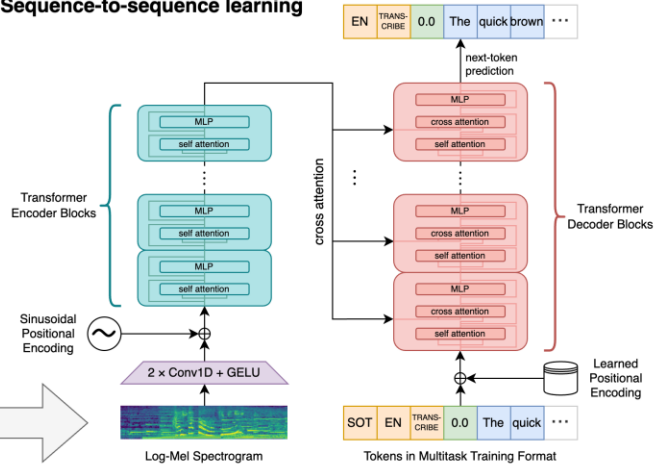 Sequence-to-sequence learning
EN
TRANS-
CRIBE
0.0
The
quick
brown
...
next-token
prediction
MLP
self attention
...
MLP
self attention
MLP
self attention
Transformer
Encoder Blocks
cross attention
...
MLP
cross attention
self attention
...
MLP
cross attention
self attention
MLP
cross attention
self attention
Transformer
Decoder Blocks
Sinusoidal
Positional
Encoding
~
2 × Conv1D + GELU
Learned
Positional
Encoding
SOT
EN
TRANS-
CRIBE
0.0
The
quick
...
Log-Mel Spectrogram
Tokens in Multitask Training Format